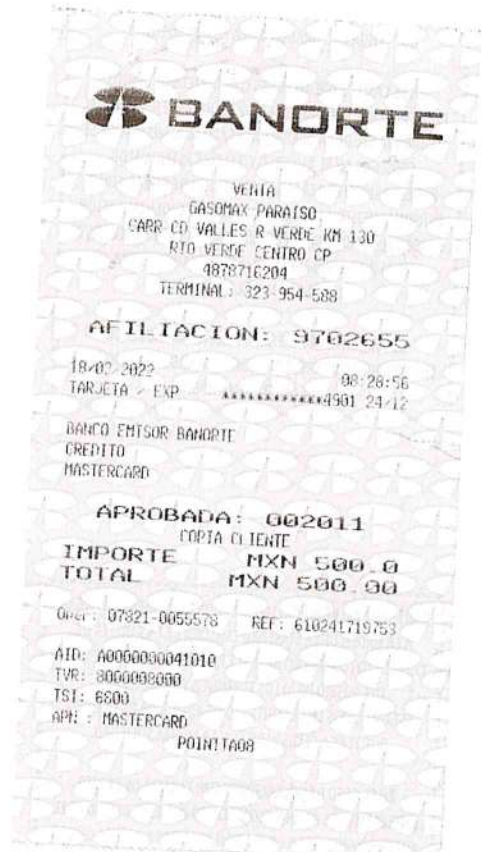 BANORTE
VENTA
GASOMAX PARAISO
CARR CD VALLES R VERDE KM 130
RIO VERDE CENTRO CP
4878716204
TERMINAL: 323-954-588
AFILIACION: 9702655
18/02/2022 08:28:56
TARJETA / EXP ************4901 24/12
BANCO EMISOR BANORTE
CREDITO
MASTERCARD
APROBADA: 002011
COPIA CLIENTE
IMPORTE MXN 500.0
TOTAL MXN 500.00
07821-0055578 REF: 610241719753
AID: A0000000041010
TVR: 8000008000
TSI: 6800
APN : MASTERCARD